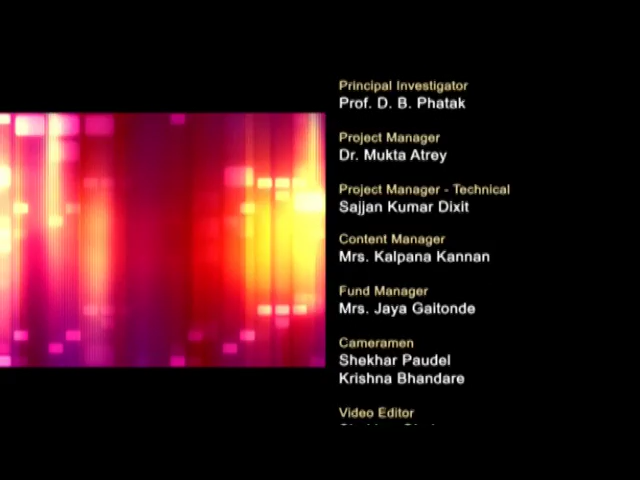 Principal Investigator
Prof. D. B. Phatak
Project Manager
Dr. Mukta Atrey
Project Manager - Technical
Sajjan Kumar Dixit
Content Manager
Mrs. Kalpana Kannan
Fund Manager
Mrs. Jaya Gaitonde
Cameramen
Shekhar Paudel
Krishna Bhandare
Video Editor